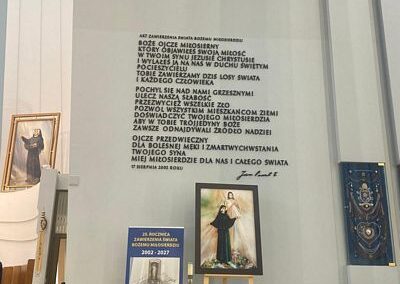 AKT ZAWIERZENIA ŚWIATA BOŻEMU MIŁOSIERDZIU
BOŻE OJCZE MIŁOSIERNY
KTÓRY OBJAWIŁEŚ SWOJĄ MIŁOŚĆ
W TWOIM SYNU JEZUSIE CHRYSTUSIE
I WYLAŁEŚ JĄ NA NAS W DUCHU ŚWIĘTYM
POCIESZYCIELU
TOBIE ZAWIERZAMY DZIŚ LOSY ŚWIATA
I KAŻDEGO CZŁOWIEKA
POCHYL SIĘ NAD NAMI GRZESZNYMI
ULECZ NASZĄ SŁABOŚĆ
PRZEZWYCIĘŻ WSZELKIE ZŁO
POZWÓL WSZYSTKIM MIESZKAŃCOM ZIEMI
DOŚWIADCZYĆ TWOJEGO MIŁOSIERDZIA
ABY W TOBIE TRÓJJEDYNY BOŻE
ZAWSZE ODNAJDYWALI ŹRÓDŁO NADZIEI
OJCZE PRZEDWIECZNY
DLA BOLESNEJ MĘKI I ZMARTWYCHWSTANIA
TWOJEGO SYNA
MIEJ MIŁOSIERDZIE DLA NAS I CAŁEGO ŚWIATA
17 SIERPNIA 2002 ROKU
Joannes Paulus II
25. ROCZNICA
ZAWIERZENIA ŚWIATA
BOŻEMU MIŁOSIERDZIU
2002 - 2027